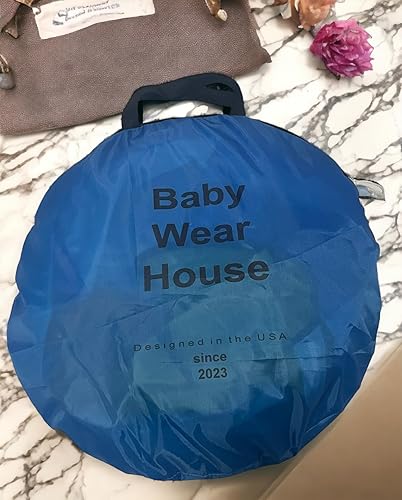 Baby
Wear
House
Designed in the USA
since
2023